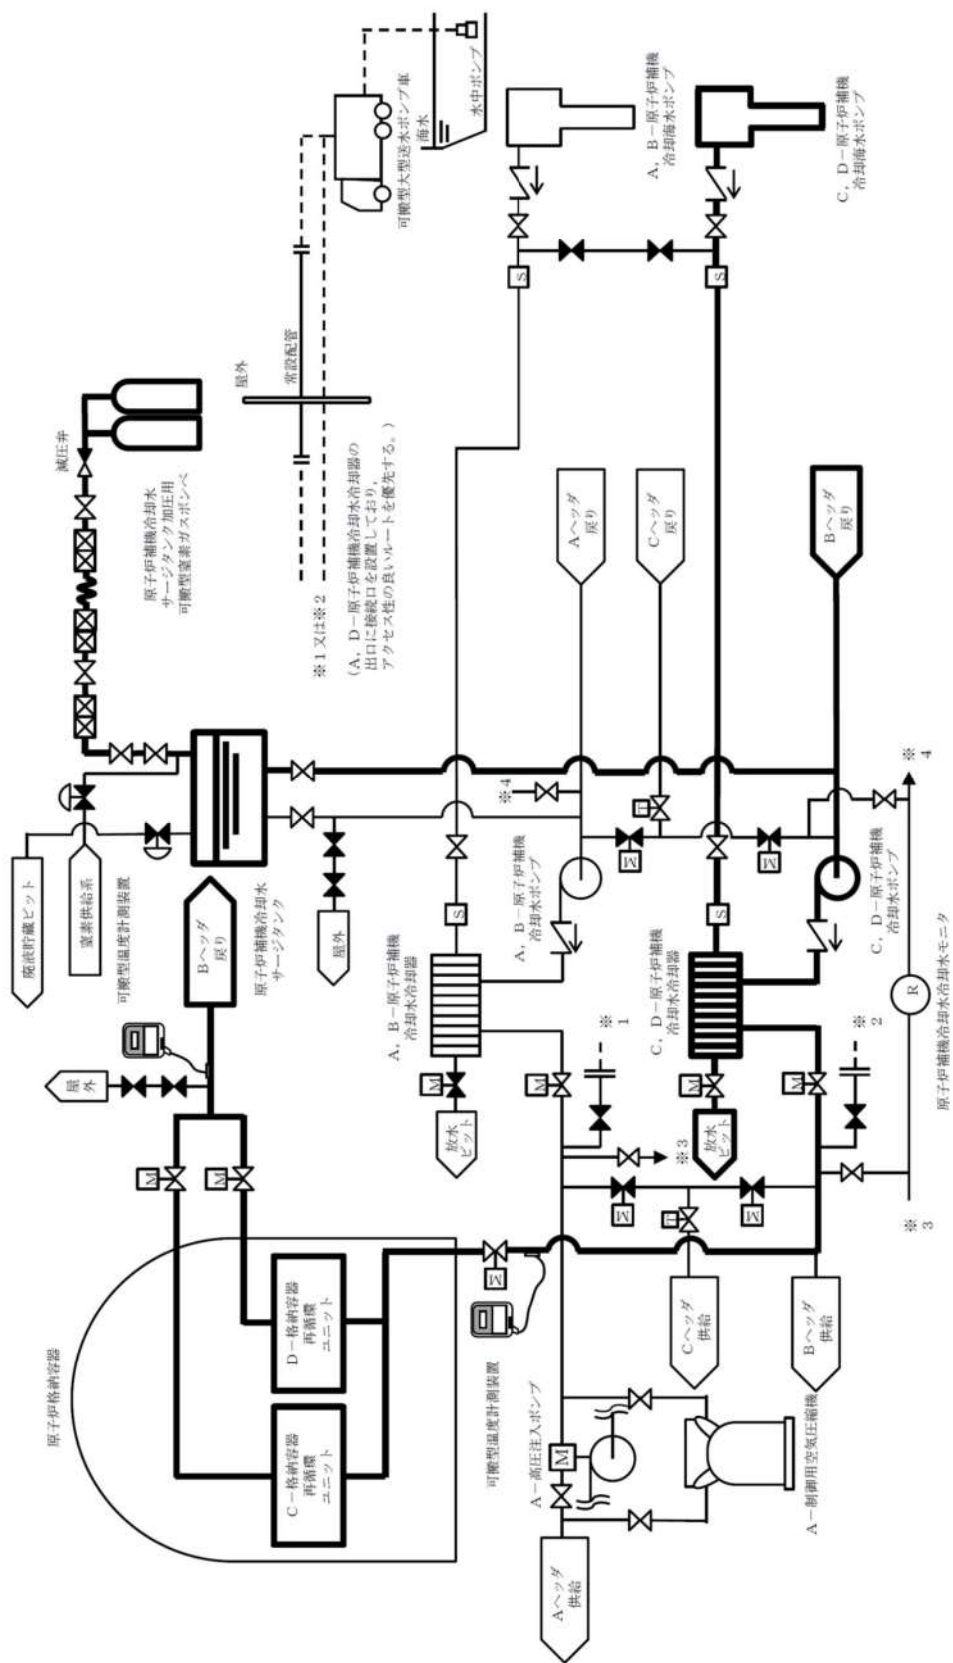 原子炉格納容器
C－格納容器
再循環
ユニット
D－格納容器
再循環
ユニット
M
M
屋外
可搬型温度計測装置
Bヘッダ
戻り
原子炉補機冷却水
サージタンク
廃液貯蔵ピット
窒素供給系
減圧弁
原子炉補機冷却水
サージタンク加圧用
可搬型窒素ガスボンベ
屋外
常設配管
※1又は※2
(A，D－原子炉補機冷却水冷却器の
出口に接続口を設置しており，
アクセス性の良いルートを優先する。)
可搬型大型送水ポンプ車
海水
水中ポンプ
M
可搬型温度計測装置
屋外
A，B－原子炉補機
冷却水冷却器
M
放水
ピット
S
S
A，B－原子炉補機
冷却海水ポンプ
A－高圧注入ポンプ
M
Aヘッダ
供給
A－制御用空気圧縮機
M
※1
※3
A，B－原子炉補機
冷却水ポンプ
※4
Aヘッダ
戻り
Cヘッダ
戻り
M
T
M
M
T
M
Cヘッダ
供給
Bヘッダ
供給
C，D－原子炉補機
冷却水冷却器
M
放水
ピット
S
S
C，D－原子炉補機
冷却海水ポンプ
M
※2
C，D－原子炉補機
冷却水ポンプ
Bヘッダ
戻り
※3
R
※4
原子炉補機冷却水冷却水モニタ